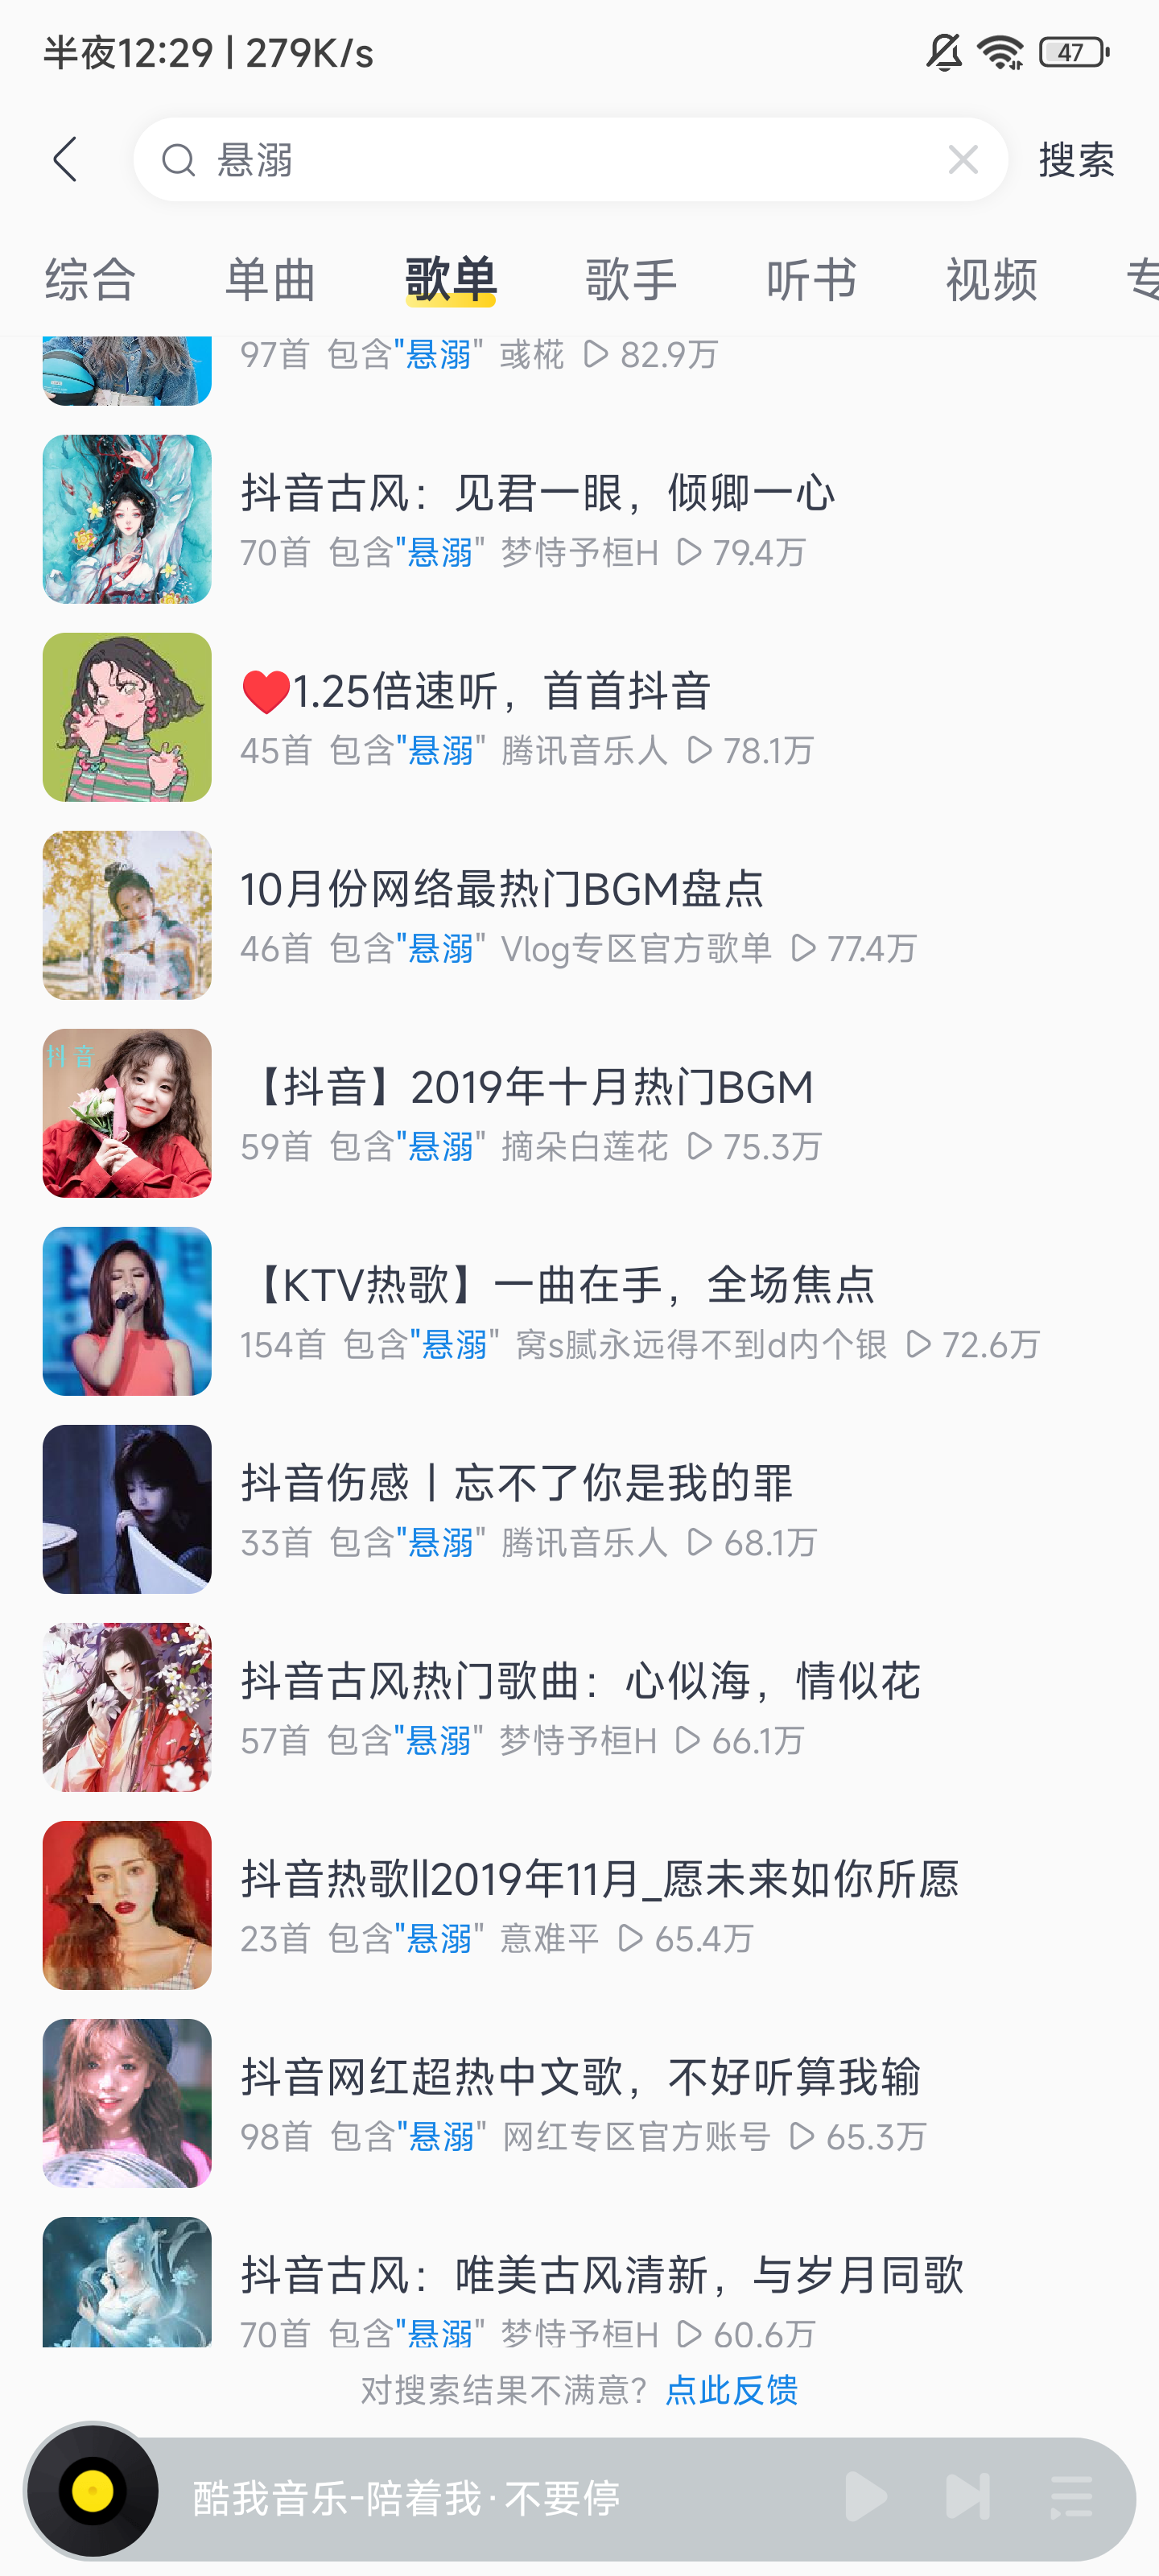 半夜12:29 | 279K/s
47
悬溺
搜索
综合 单曲 歌单 歌手 听书 视频 专
97首 包含"悬溺" 彧椛 82.9万
抖音古风：见君一眼，倾卿一心
70首 包含"悬溺" 梦恃予桓H 79.4万
♥1.25倍速听，首首抖音
45首 包含"悬溺" 腾讯音乐人 78.1万
10月份网络最热门BGM盘点
46首 包含"悬溺" Vlog专区官方歌单 77.4万
抖音
【抖音】2019年十月热门BGM
59首 包含"悬溺" 摘朵白莲花 75.3万
【KTV热歌】一曲在手，全场焦点
154首 包含"悬溺" 窝s腻永远得不到d内个银 72.6万
抖音伤感丨忘不了你是我的罪
33首 包含"悬溺" 腾讯音乐人 68.1万
抖音古风热门歌曲：心似海，情似花
57首 包含"悬溺" 梦恃予桓H 66.1万
抖音热歌||2019年11月_愿未来如你所愿
23首 包含"悬溺" 意难平 65.4万
抖音网红超热中文歌，不好听算我输
98首 包含"悬溺" 网红专区官方账号 65.3万
抖音古风：唯美古风清新，与岁月同歌
70首 包含"悬溺" 梦恃予桓H 60.6万
对搜索结果不满意？点此反馈
酷我音乐-陪着我·不要停